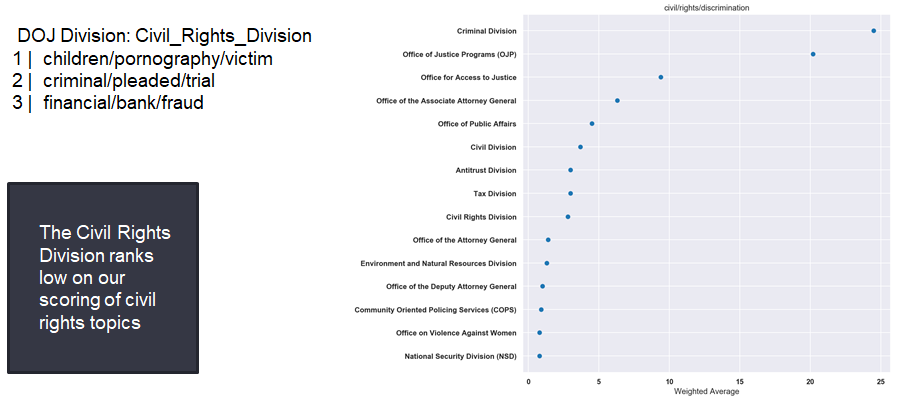 DOJ Division: Civil_Rights_Division
1 | children/pornography/victim
2 | criminal/pleaded/trial
3 | financial/bank/fraud
The Civil Rights
Division ranks
low on our
scoring of civil
rights topics
civil/rights/discrimination
Criminal Division
Office of Justice Programs (OJP)
Office for Access to Justice
Office of the Associate Attorney General
Office of Public Affairs
Civil Division
Antitrust Division
Tax Division
Civil Rights Division
Office of the Attorney General
Environment and Natural Resources Division
Office of the Deputy Attorney General
Community Oriented Policing Services (COPS)
Office on Violence Against Women
National Security Division (NSD)
0 5 10 15 20 25
Weighted Average